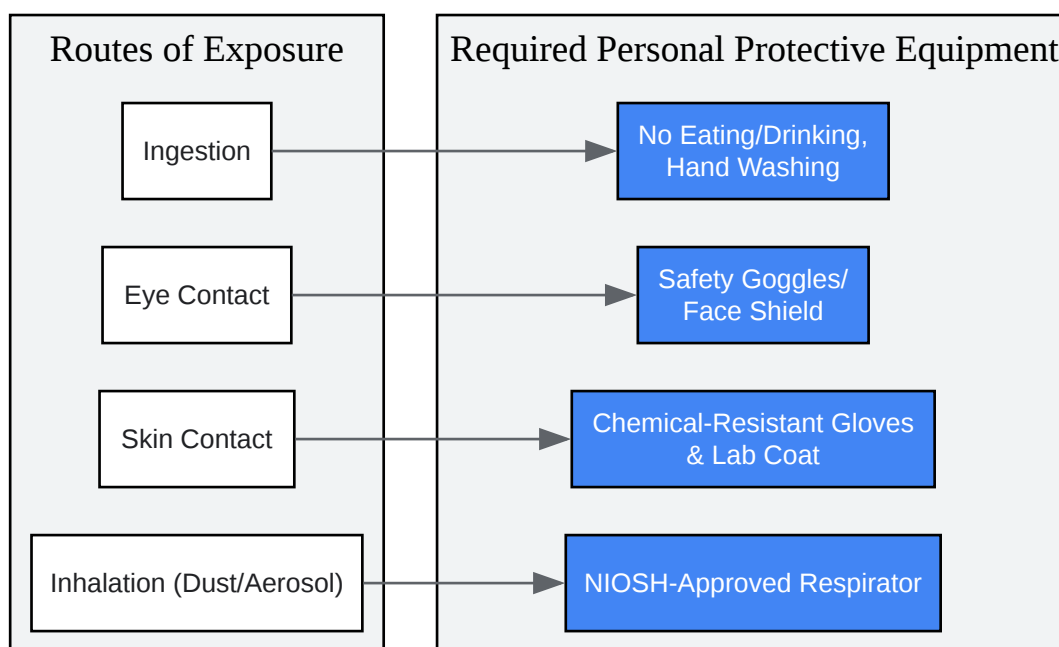 Routes of Exposure
Required Personal Protective Equipment
Ingestion
No Eating/Drinking,
Hand Washing
Eye Contact
Safety Goggles/
Face Shield
Skin Contact
Chemical-Resistant Gloves
& Lab Coat
Inhalation (Dust/Aerosol)
NIOSH-Approved Respirator